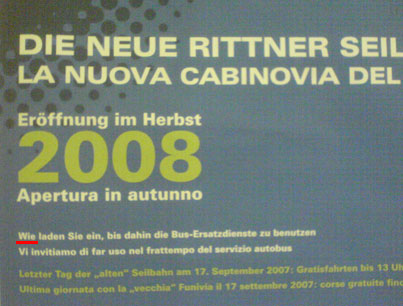 DIE NEUE RITTNER SEIL
LA NUOVA CABINOVIA DEL
Eröffnung im Herbst
2008
Apertura in autunno
Wie laden Sie ein, bis dahin die Bus-Ersatzdienste zu benutzen
Vi invitiamo di far uso nel frattempo del servizio autobus
Letzter Tag der „alten" Seilbahn am 17. September 2007: Gratisfahrten bis 13 Uh
Ultima giornata con la „vecchia" Funivia il 17 settembre 2007: corse gratuite fino